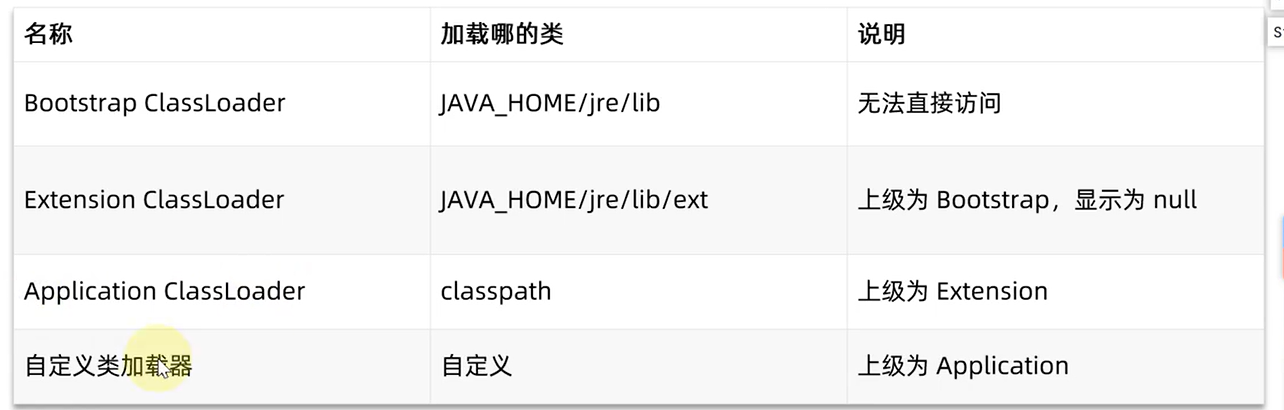 名称 加载哪的类 说明
Bootstrap ClassLoader JAVA_HOME/jre/lib 无法直接访问
Extension ClassLoader JAVA_HOME/jre/lib/ext 上级为 Bootstrap，显示为 null
Application ClassLoader classpath 上级为 Extension
自定义类加载器 自定义 上级为 Application